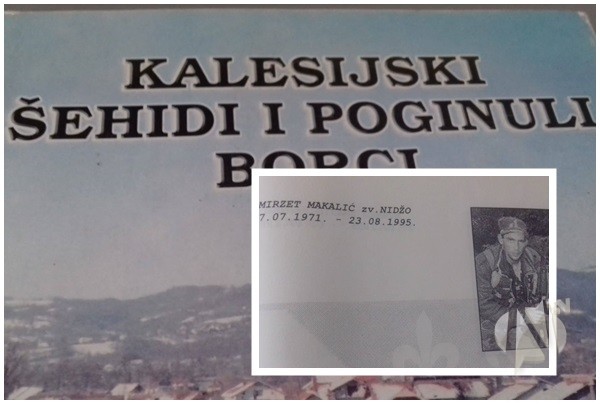 KALESIJSKI
ŠEHIDI I POGINULI
BORCI
MIRZET MAKALIĆ zv.NIDŽO
7.07.1971. - 23.08.1995.